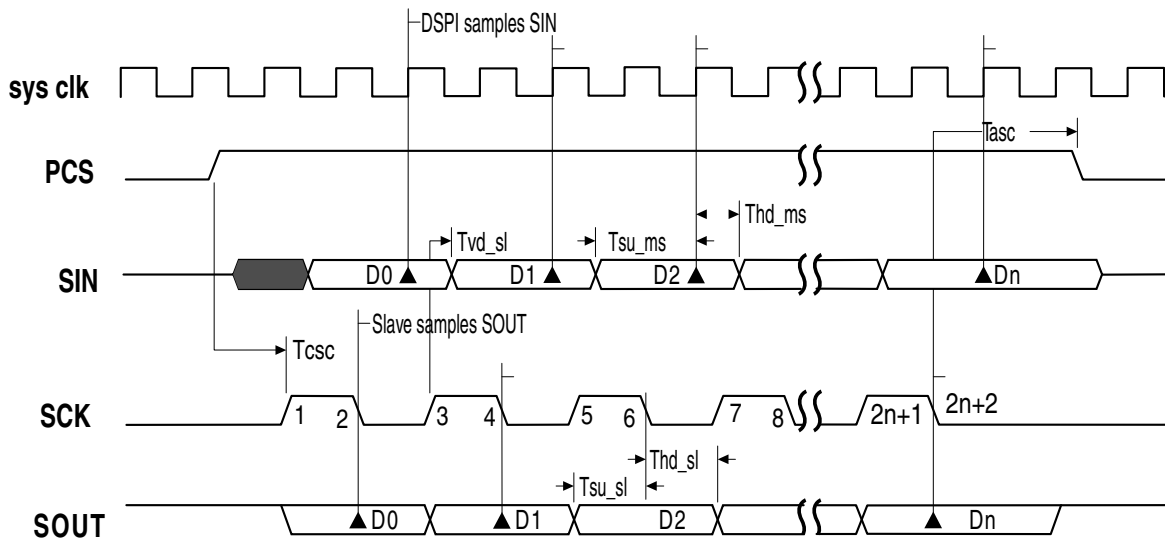 DSPI samples SIN
sys clk
Tasc
PCS
Thd_ms
Tvd_sl
Tsu_ms
SIN
D0
D1
D2
Dn
Slave samples SOUT
Tcsc
SCK
1
2
3
4
5
6
7
8
2n+1
2n+2
Thd_sl
Tsu_sl
SOUT
D0
D1
D2
Dn